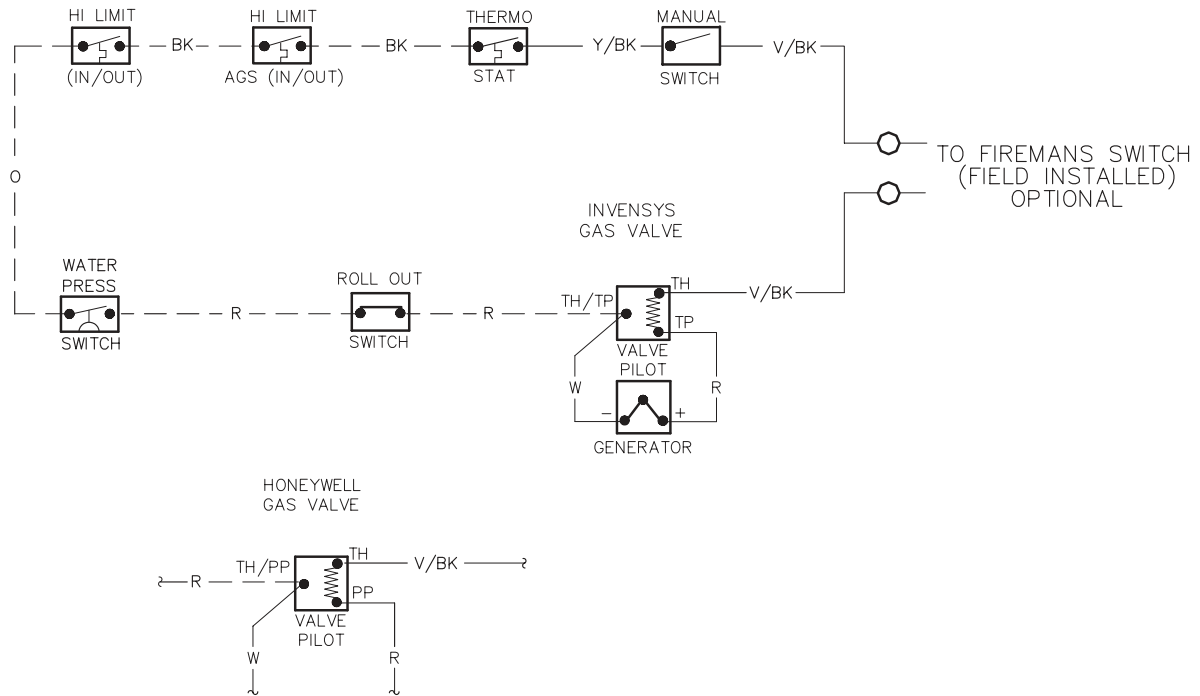 HI LIMIT
(IN/OUT)
BK
HI LIMIT
AGS (IN/OUT)
BK
THERMO
STAT
Y/BK
MANUAL
SWITCH
V/BK
TO FIREMANS SWITCH
(FIELD INSTALLED)
OPTIONAL
O
WATER
PRESS
SWITCH
R
ROLL OUT
SWITCH
R
INVENSYS
GAS VALVE
TH/TP
TH
TP
V/BK
VALVE
PILOT
W
R
-
+
GENERATOR
HONEYWELL
GAS VALVE
R
TH/PP
TH
PP
V/BK
VALVE
PILOT
W
R